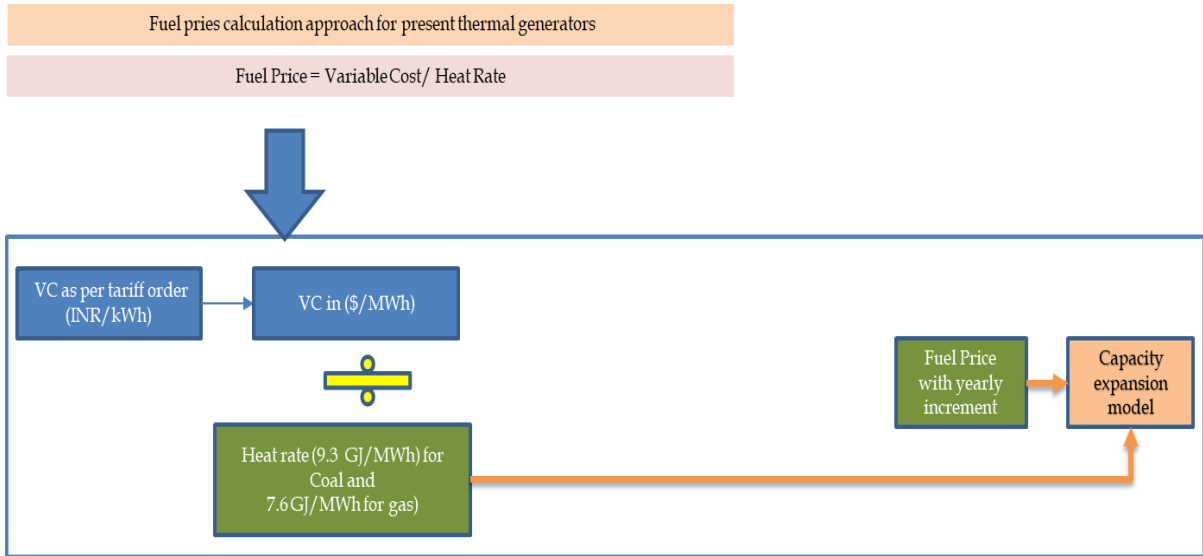 Fuel pries calculation approach for present thermal generators
Fuel Price = Variable Cost/ Heat Rate
VC as per tariff order
(INR/kWh)
VC in ($/MWh)
Heat rate (9.3 GJ/MWh) for
Coal and
7.6 GJ/MWh for gas)
Fuel Price
with yearly
increment
Capacity
expansion
model